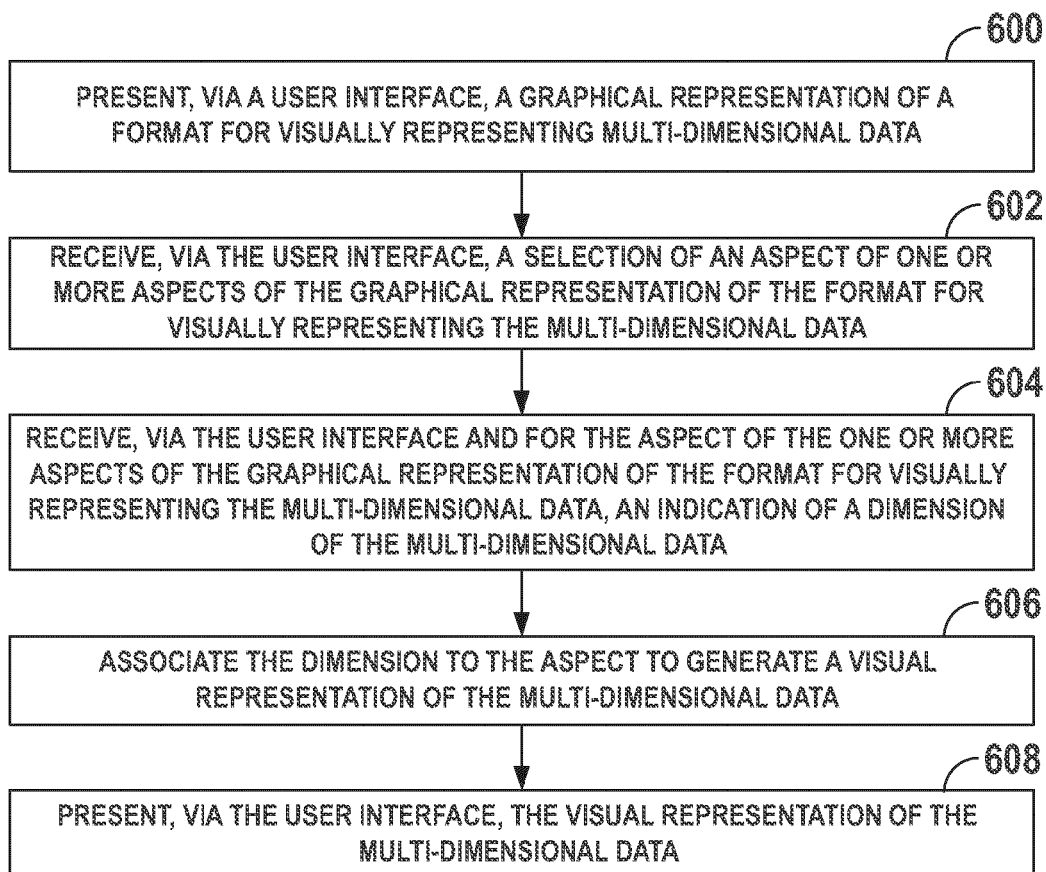 600
PRESENT, VIA A USER INTERFACE, A GRAPHICAL REPRESENTATION OF A
FORMAT FOR VISUALLY REPRESENTING MULTI-DIMENSIONAL DATA
602
RECEIVE, VIA THE USER INTERFACE, A SELECTION OF AN ASPECT OF ONE OR
MORE ASPECTS OF THE GRAPHICAL REPRESENTATION OF THE FORMAT FOR
VISUALLY REPRESENTING THE MULTI-DIMENSIONAL DATA
604
RECEIVE, VIA THE USER INTERFACE AND FOR THE ASPECT OF THE ONE OR MORE
ASPECTS OF THE GRAPHICAL REPRESENTATION OF THE FORMAT FOR VISUALLY
REPRESENTING THE MULTI-DIMENSIONAL DATA, AN INDICATION OF A DIMENSION
OF THE MULTI-DIMENSIONAL DATA
606
ASSOCIATE THE DIMENSION TO THE ASPECT TO GENERATE A VISUAL
REPRESENTATION OF THE MULTI-DIMENSIONAL DATA
608
PRESENT, VIA THE USER INTERFACE, THE VISUAL REPRESENTATION OF THE
MULTI-DIMENSIONAL DATA